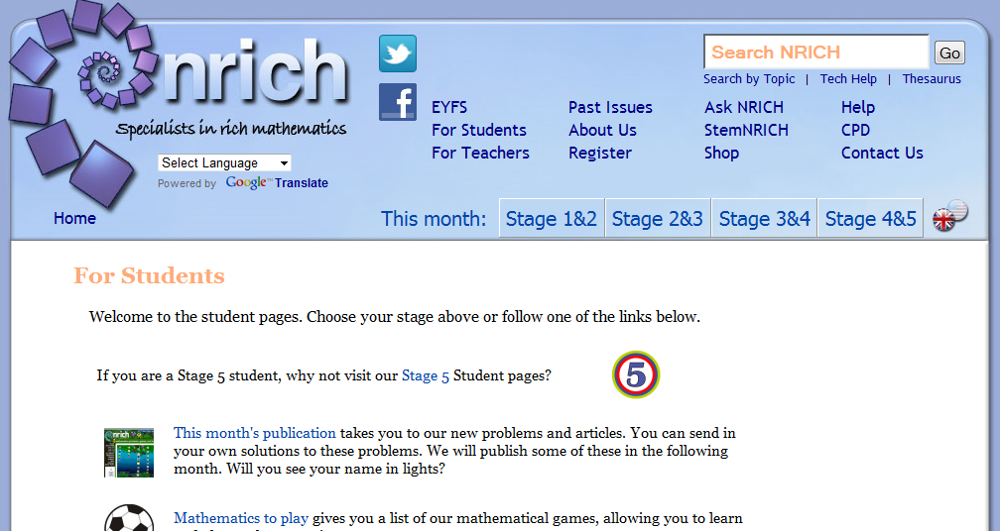 nrich
Specialists in rich mathematics
Select Language
Powered by Google™ Translate
Search NRICH
Go
Search by Topic | Tech Help | Thesaurus
EYFS Past Issues Ask NRICH Help
For Students About Us StemNRICH CPD
For Teachers Register Shop Contact Us
Home
This month: Stage 1&2 Stage 2&3 Stage 3&4 Stage 4&5
For Students
Welcome to the student pages. Choose your stage above or follow one of the links below.
If you are a Stage 5 student, why not visit our Stage 5 Student pages?
5
nrich
This month's publication takes you to our new problems and articles. You can send in
your own solutions to these problems. We will publish some of these in the following
month. Will you see your name in lights?
Mathematics to play gives you a list of our mathematical games, allowing you to learn